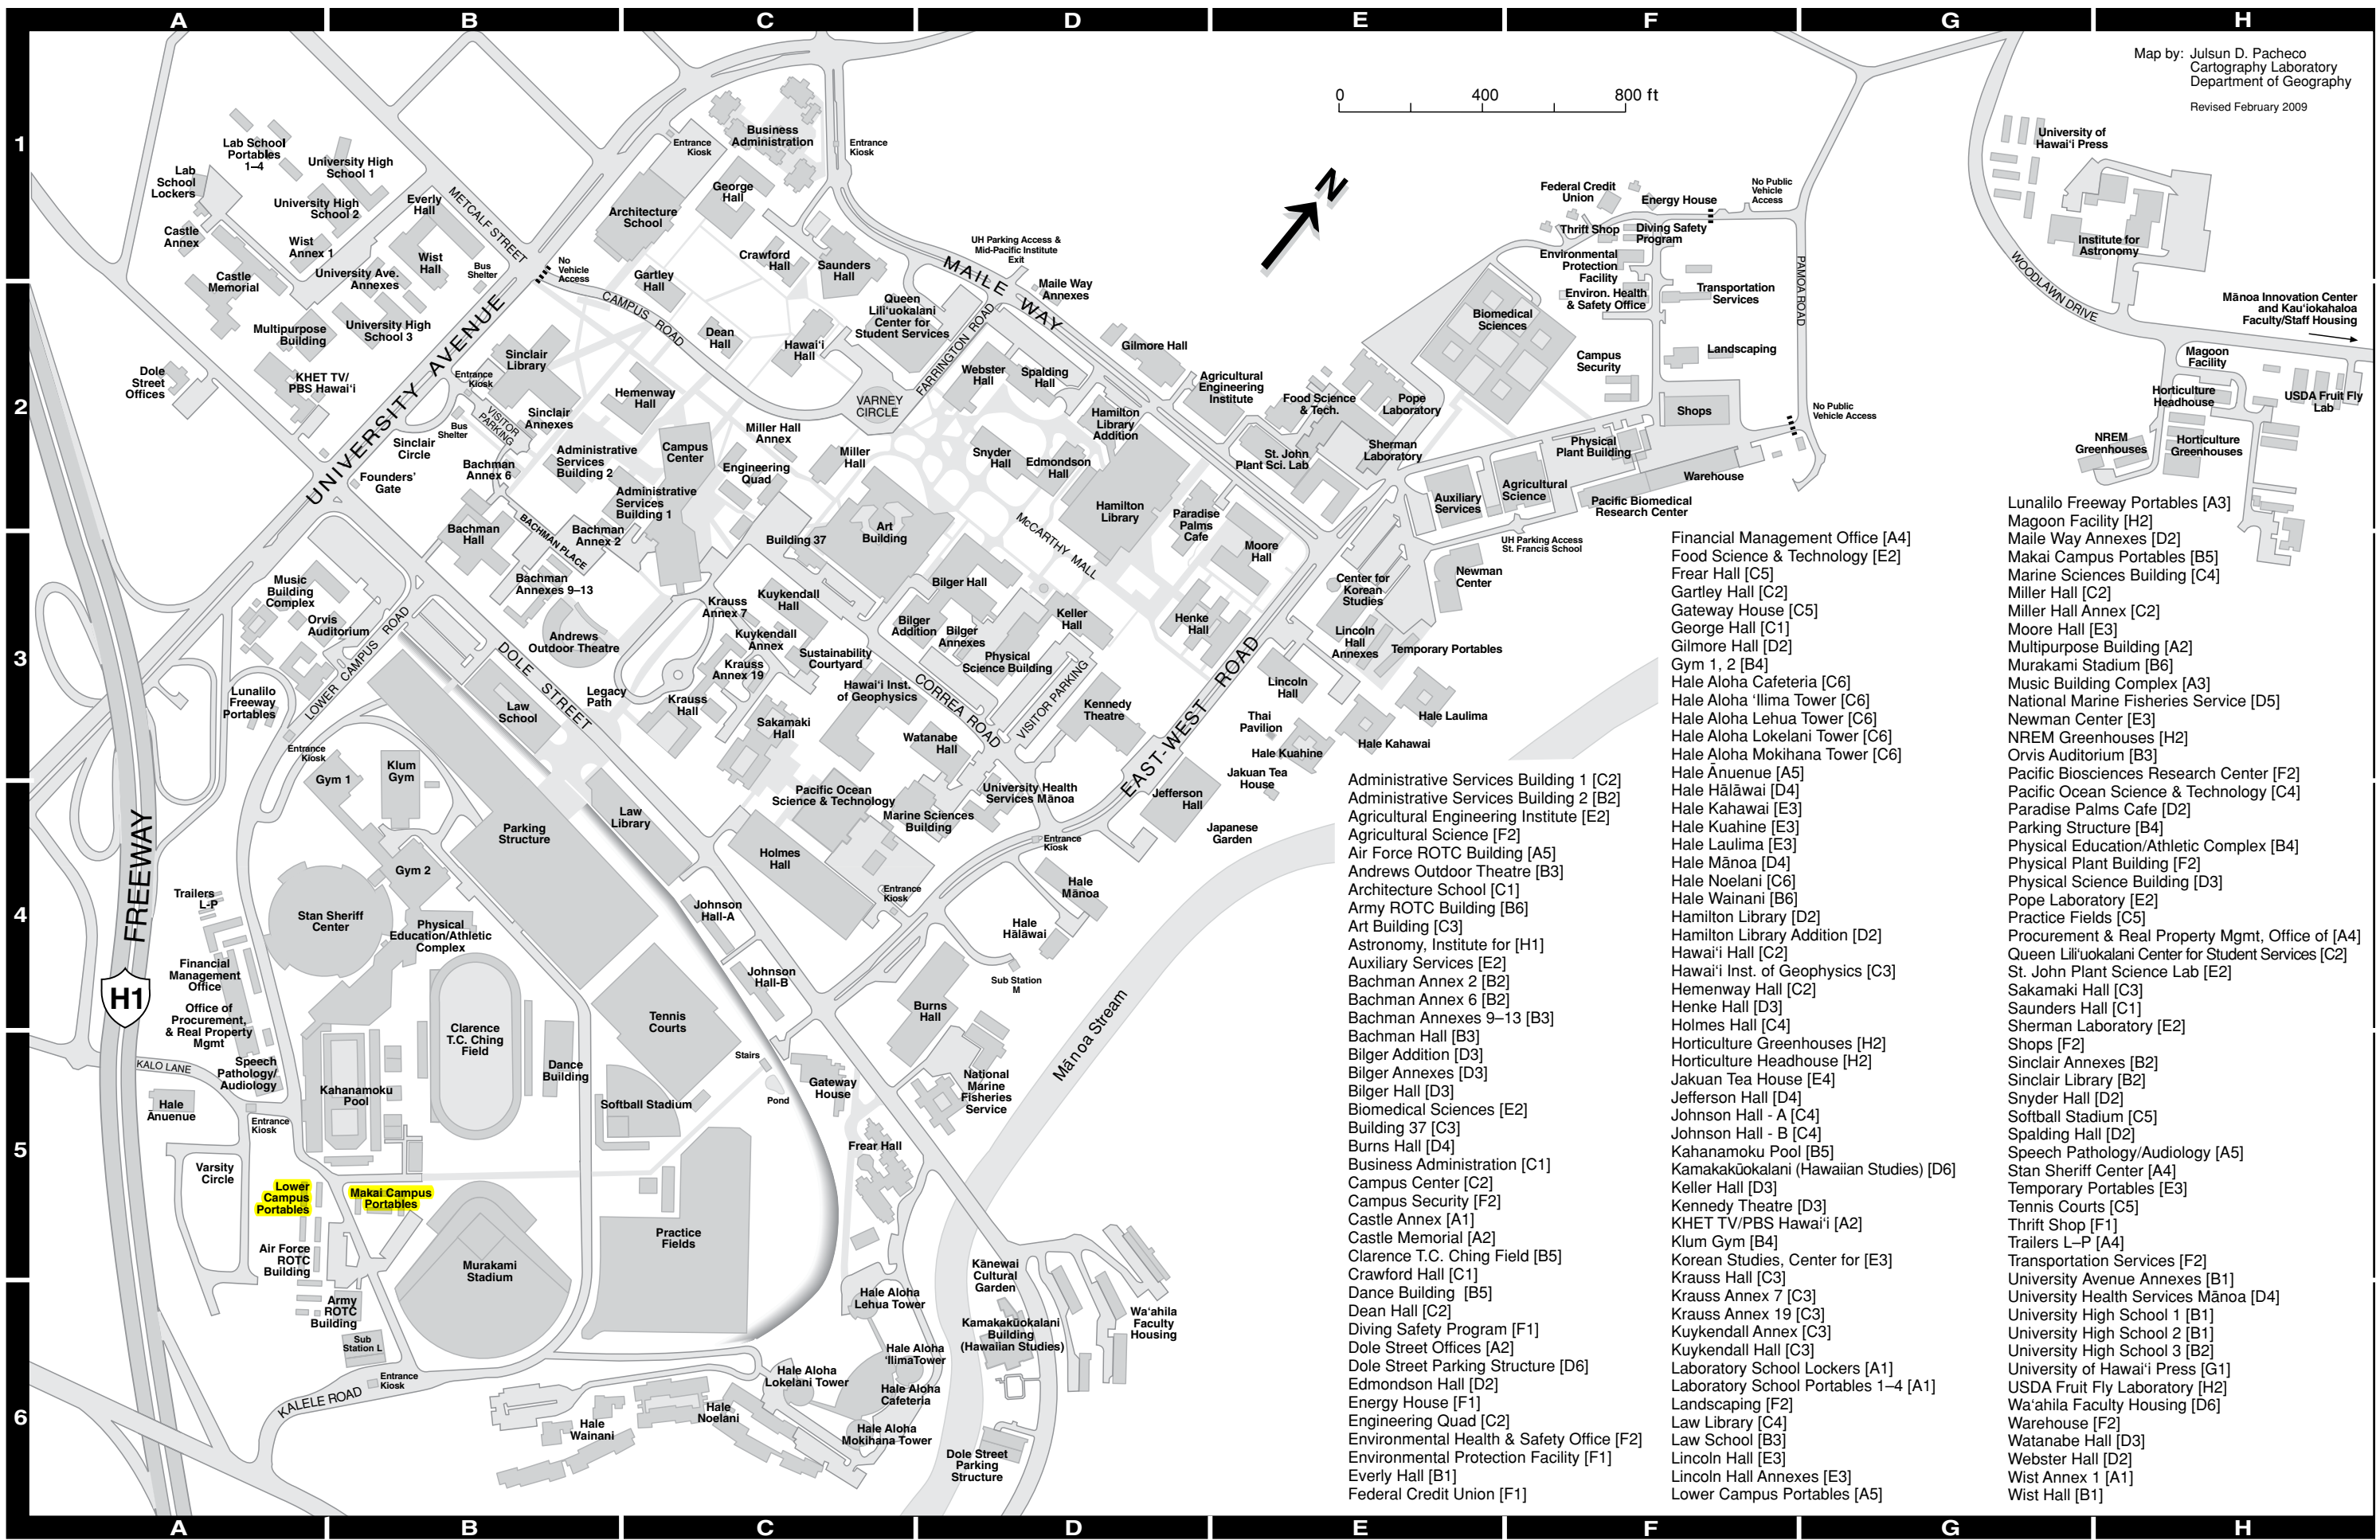 A B C D E F G H
Map by: Julsun D. Pacheco
Cartography Laboratory
Department of Geography
Revised February 2009
0 400 800 ft
N
1
2
3
4
5
6
Lab School
Portables
1–4
University High
School 1
Lab
School
Lockers
University High
School 2
Everly
Hall
METCALF STREET
Castle
Annex
Wist
Annex 1
Wist
Hall
Castle
Memorial
University Ave.
Annexes
Bus
Shelter
No
Vehicle
Access
Entrance
Kiosk
Business
Administration
Entrance
Kiosk
George
Hall
Architecture
School
Crawford
Hall
Saunders
Hall
Gartley
Hall
UH Parking Access &
Mid-Pacific Institute
Exit
MAILE WAY
Maile Way
Annexes
Federal Credit
Union
Energy House
No Public
Vehicle
Access
Thrift Shop
Diving Safety
Program
Environmental
Protection
Facility
PAMOA ROAD
University of
Hawai‘i Press
Institute for
Astronomy
WOODLAWN DRIVE
Multipurpose
Building
University High
School 3
UNIVERSITY AVENUE
CAMPUS ROAD
Dean
Hall
Hawai‘i
Hall
Queen
Lili‘uokalani
Center for
Student Services
FARRINGTON ROAD
Dole
Street
Offices
KHET TV/
PBS Hawai‘i
Sinclair
Library
Entrance
Kiosk
VISITOR
PARKING
Bus
Shelter
Sinclair
Circle
Sinclair
Annexes
Hemenway
Hall
VARNEY
CIRCLE
Webster
Hall
Spalding
Hall
Gilmore Hall
Agricultural
Engineering
Institute
Hamilton
Library
Addition
Food Science
& Tech.
Pope
Laboratory
Biomedical
Sciences
Environ. Health
& Safety Office
Transportation
Services
Campus
Security
Landscaping
Shops
No Public
Vehicle Access
Mānoa Innovation Center
and Kau‘iokahaloa
Faculty/Staff Housing
Magoon
Facility
Horticulture
Headhouse
USDA Fruit Fly
Lab
NREM
Greenhouses
Horticulture
Greenhouses
Founders’
Gate
Bachman
Annex 6
Administrative
Services
Building 2
Campus
Center
Miller Hall
Annex
Engineering
Quad
Miller
Hall
Snyder
Hall
Edmondson
Hall
St. John
Plant Sci. Lab
Sherman
Laboratory
Physical
Plant Building
Warehouse
Administrative
Services
Building 1
Auxiliary
Services
Agricultural
Science
Pacific Biomedical
Research Center
Bachman
Hall
BACHMAN PLACE
Bachman
Annex 2
Building 37
Art
Building
McCARTHY MALL
Hamilton
Library
Paradise
Palms
Cafe
Moore
Hall
UH Parking Access
St. Francis School
Music
Building
Complex
Bachman
Annexes 9–13
Bilger Hall
Center for
Korean
Studies
Newman
Center
Orvis
Auditorium
LOWER CAMPUS ROAD
Andrews
Outdoor Theatre
Krauss
Annex 7
Kuykendall
Hall
Kuykendall
Annex
Bilger
Addition
Bilger
Annexes
Keller
Hall
Henke
Hall
Lincoln
Hall
Annexes
Temporary Portables
Sustainability
Courtyard
Krauss
Annex 19
Physical
Science Building
Hawai‘i Inst.
of Geophysics
CORREA ROAD
VISITOR PARKING
Lunalilo
Freeway
Portables
Law
School
DOLE STREET
Legacy
Path
Krauss
Hall
Sakamaki
Hall
Watanabe
Hall
Kennedy
Theatre
EAST-WEST ROAD
Lincoln
Hall
Thai
Pavilion
Hale Laulima
Hale Kahawai
Hale Kuahine
Jakuan Tea
House
Entrance
Kiosk
Gym 1
Klum
Gym
Pacific Ocean
Science & Technology
University Health
Services Mānoa
Jefferson
Hall
Marine Sciences
Building
Entrance
Kiosk
Japanese
Garden
Law
Library
Parking
Structure
FREEWAY
Gym 2
Holmes
Hall
Entrance
Kiosk
Hale
Mānoa
Trailers
L-P
Stan Sheriff
Center
Physical
Education/Athletic
Complex
Johnson
Hall-A
Hale
Hālāwai
Financial
Management
Office
H1
Johnson
Hall-B
Sub Station
M
Burns
Hall
Office of
Procurement,
& Real Property
Mgmt
Clarence
T.C. Ching
Field
Tennis
Courts
Mānoa Stream
KALO LANE
Speech
Pathology/
Audiology
Dance
Building
Stairs
Hale
Anuenue
Kahanamoku
Pool
Softball Stadium
Pond
Gateway
House
National
Marine
Fisheries
Service
Entrance
Kiosk
Frear Hall
Varsity
Circle
Lower
Campus
Portables
Makai Campus
Portables
Practice
Fields
Air Force
ROTC
Building
Murakami
Stadium
Kānewai
Cultural
Garden
Army
ROTC
Building
Hale Aloha
Lehua Tower
Kamakakūokalani
Building
(Hawaiian Studies)
Wa‘ahila
Faculty
Housing
Sub
Station L
Hale Aloha
‘IlimaTower
Entrance
Kiosk
Hale Aloha
Lokelani Tower
Hale Aloha
Cafeteria
KALELE ROAD
Hale
Noelani
Hale
Wainani
Hale Aloha
Mokihana Tower
Dole Street
Parking
Structure
Administrative Services Building 1 [C2]
Administrative Services Building 2 [B2]
Agricultural Engineering Institute [E2]
Agricultural Science [F2]
Air Force ROTC Building [A5]
Andrews Outdoor Theatre [B3]
Architecture School [C1]
Army ROTC Building [B6]
Art Building [C3]
Astronomy, Institute for [H1]
Auxiliary Services [E2]
Bachman Annex 2 [B2]
Bachman Annex 6 [B2]
Bachman Annexes 9–13 [B3]
Bachman Hall [B3]
Bilger Addition [D3]
Bilger Annexes [D3]
Bilger Hall [D3]
Biomedical Sciences [E2]
Building 37 [C3]
Burns Hall [D4]
Business Administration [C1]
Campus Center [C2]
Campus Security [F2]
Castle Annex [A1]
Castle Memorial [A2]
Clarence T.C. Ching Field [B5]
Crawford Hall [C1]
Dance Building [B5]
Dean Hall [C2]
Diving Safety Program [F1]
Dole Street Offices [A2]
Dole Street Parking Structure [D6]
Edmondson Hall [D2]
Energy House [F1]
Engineering Quad [C2]
Environmental Health & Safety Office [F2]
Environmental Protection Facility [F1]
Everly Hall [B1]
Federal Credit Union [F1]
Financial Management Office [A4]
Food Science & Technology [E2]
Frear Hall [C5]
Gartley Hall [C2]
Gateway House [C5]
George Hall [C1]
Gilmore Hall [D2]
Gym 1, 2 [B4]
Hale Aloha Cafeteria [C6]
Hale Aloha ‘Ilima Tower [C6]
Hale Aloha Lehua Tower [C6]
Hale Aloha Lokelani Tower [C6]
Hale Aloha Mokihana Tower [C6]
Hale Ānuenue [A5]
Hale Hālāwai [D4]
Hale Kahawai [E3]
Hale Kuahine [E3]
Hale Laulima [E3]
Hale Mānoa [D4]
Hale Noelani [C6]
Hale Wainani [B6]
Hamilton Library [D2]
Hamilton Library Addition [D2]
Hawai‘i Hall [C2]
Hawai‘i Inst. of Geophysics [C3]
Hemenway Hall [C2]
Henke Hall [D3]
Holmes Hall [C4]
Horticulture Greenhouses [H2]
Horticulture Headhouse [H2]
Jakuan Tea House [E4]
Jefferson Hall [D4]
Johnson Hall - A [C4]
Johnson Hall - B [C4]
Kahanamoku Pool [B5]
Kamakakūokalani (Hawaiian Studies) [D6]
Keller Hall [D3]
Kennedy Theatre [D3]
KHET TV/PBS Hawai‘i [A2]
Klum Gym [B4]
Korean Studies, Center for [E3]
Krauss Hall [C3]
Krauss Annex 7 [C3]
Krauss Annex 19 [C3]
Kuykendall Annex [C3]
Kuykendall Hall [C3]
Laboratory School Lockers [A1]
Laboratory School Portables 1–4 [A1]
Landscaping [F2]
Law Library [C4]
Law School [B3]
Lincoln Hall [E3]
Lincoln Hall Annexes [E3]
Lower Campus Portables [A5]
Lunalilo Freeway Portables [A3]
Magoon Facility [H2]
Maile Way Annexes [D2]
Makai Campus Portables [B5]
Marine Sciences Building [C4]
Miller Hall [C2]
Miller Hall Annex [C2]
Moore Hall [E3]
Multipurpose Building [A2]
Murakami Stadium [B6]
Music Building Complex [A3]
National Marine Fisheries Service [D5]
Newman Center [E3]
NREM Greenhouses [H2]
Orvis Auditorium [B3]
Pacific Biosciences Research Center [F2]
Pacific Ocean Science & Technology [C4]
Paradise Palms Cafe [D2]
Parking Structure [B4]
Physical Education/Athletic Complex [B4]
Physical Plant Building [F2]
Physical Science Building [D3]
Pope Laboratory [E2]
Practice Fields [C5]
Procurement & Real Property Mgmt, Office of [A4]
Queen Lili‘uokalani Center for Student Services [C2]
St. John Plant Science Lab [E2]
Sakamaki Hall [C3]
Saunders Hall [C1]
Sherman Laboratory [E2]
Shops [F2]
Sinclair Annexes [B2]
Sinclair Library [B2]
Snyder Hall [D2]
Softball Stadium [C5]
Spalding Hall [D2]
Speech Pathology/Audiology [A5]
Stan Sheriff Center [A4]
Temporary Portables [E3]
Tennis Courts [C5]
Thrift Shop [F1]
Trailers L–P [A4]
Transportation Services [F2]
University Avenue Annexes [B1]
University Health Services Mānoa [D4]
University High School 1 [B1]
University High School 2 [B1]
University High School 3 [B2]
University of Hawai‘i Press [G1]
USDA Fruit Fly Laboratory [H2]
Wa‘ahila Faculty Housing [D6]
Warehouse [F2]
Watanabe Hall [D3]
Webster Hall [D2]
Wist Annex 1 [A1]
Wist Hall [B1]
A B C D E F G H